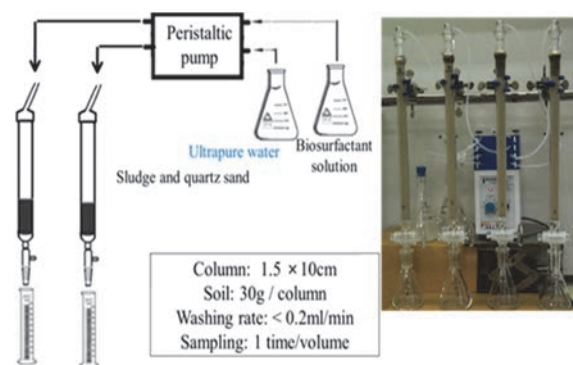 Peristaltic
pump
Ultrapure water
Biosurfactant
solution
Sludge and quartz sand
Column: 1.5 × 10cm
Soil: 30g / column
Washing rate: < 0.2ml/min
Sampling: 1 time/volume